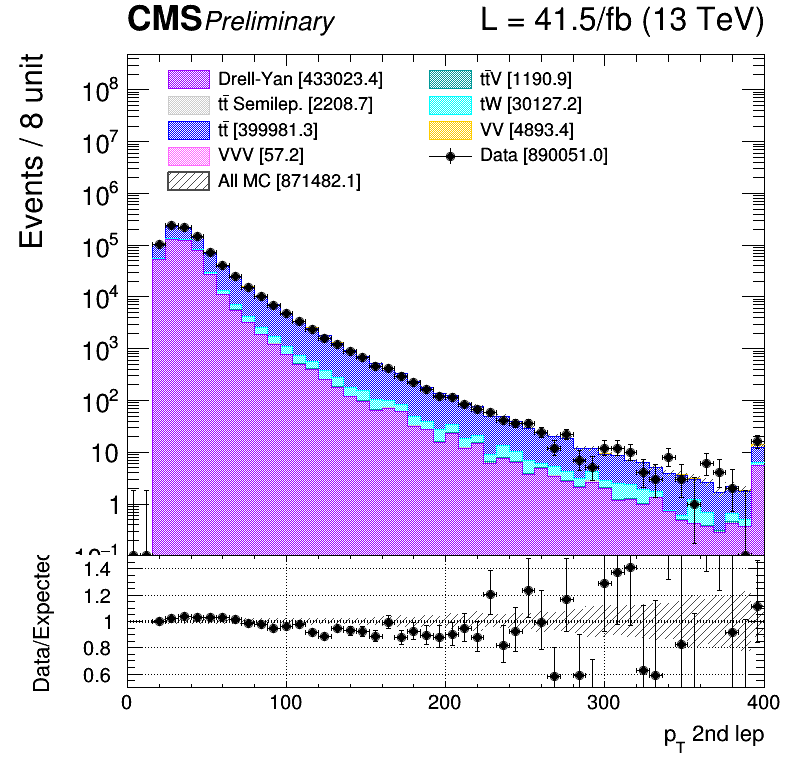 CMS Preliminary L = 41.5/fb (13 TeV)
Events / 8 unit
Drell-Yan [433023.4]
tt̄V [1190.9]
tt̄ Semilep. [2208.7]
tW [30127.2]
tt̄ [399981.3]
VV [4893.4]
VVV [57.2]
Data [890051.0]
All MC [871482.1]
10⁸
10⁷
10⁶
10⁵
10⁴
10³
10²
10
1
10⁻¹
Data/Expected
1.4
1.2
1
0.8
0.6
0 100 200 300 400
p_T 2nd lep